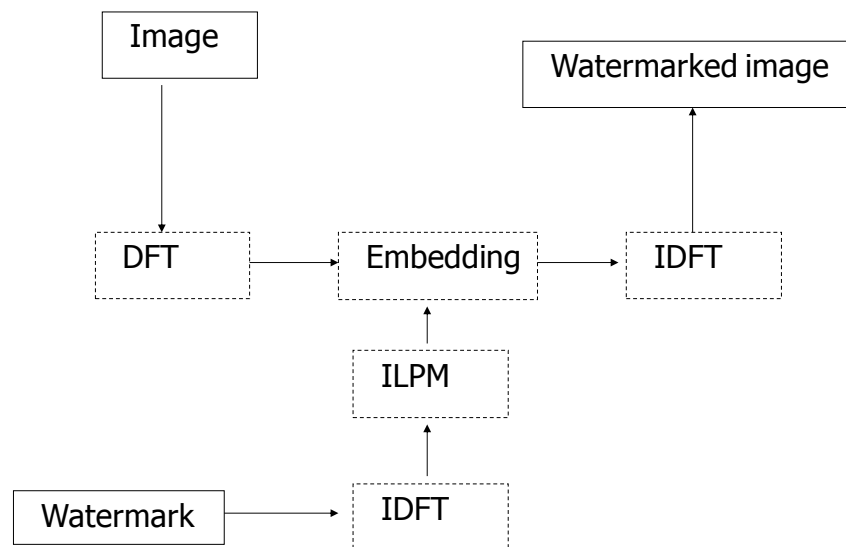 Image
Watermarked image
DFT
Embedding
IDFT
ILPM
Watermark
IDFT